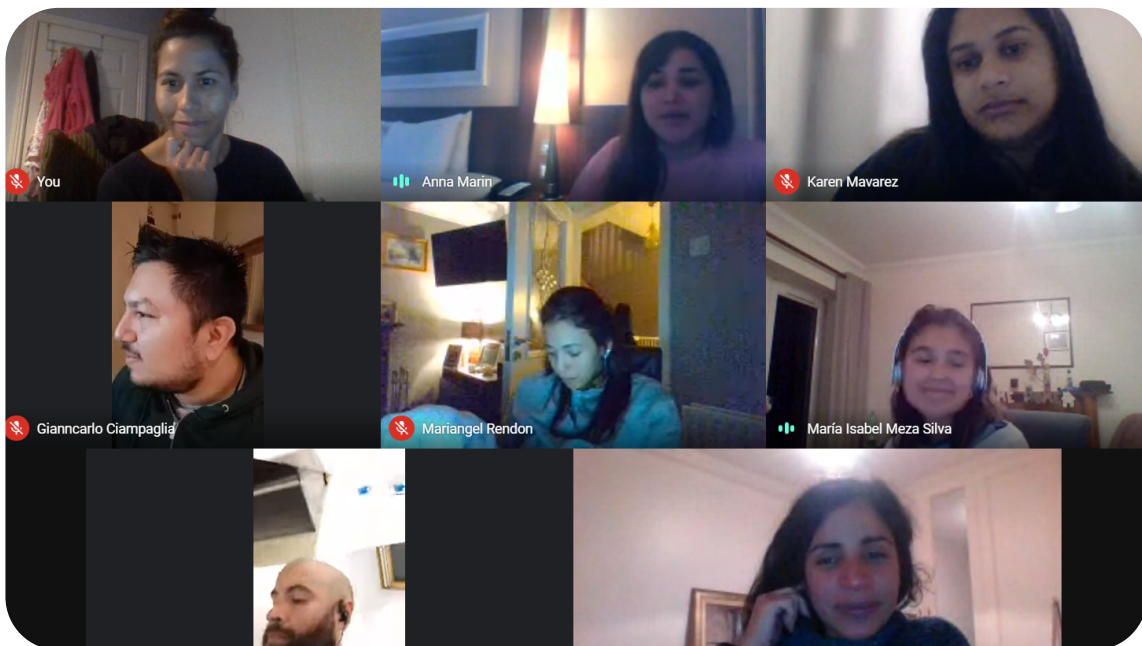 You
Anna Marin
Karen Mavarez
Gianncarlo Ciampaglia
Mariangel Rendon
María Isabel Meza Silva